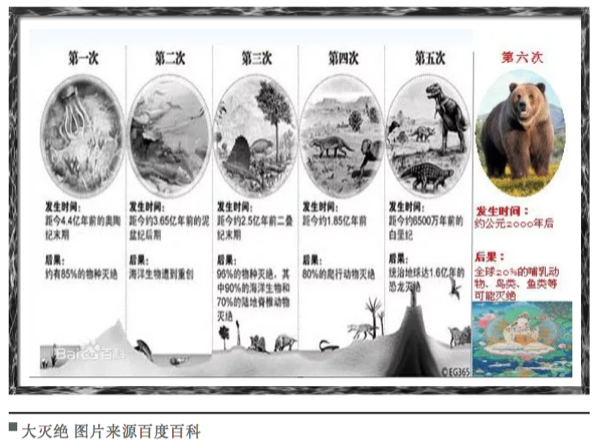 第一次
发生时间：
距今4.4亿年前的奥陶
纪末期
后果：
约有85%的物种灭绝
第二次
发生时间：
距今约3.65亿年前的泥
盆纪后期
后果：
海洋生物遭到重创
第三次
发生时间：
距今约2.5亿年前二叠
纪末期
后果：
96%的物种灭绝，其
中90%的海洋生物和
70%的陆地脊椎动物
灭绝
第四次
发生时间：
距今约1.85亿年前
后果：
80%的爬行动物灭绝
第五次
发生时间：
距今约6500万年前的
白垩纪
后果：
统治地球达1.6亿年的
恐龙灭绝
第六次
发生时间：
约公元2000年后
后果：
全球20%的哺乳动
物、鸟类、鱼类等
可能灭绝
Bai百科
©EG365
大灭绝 图片来源百度百科